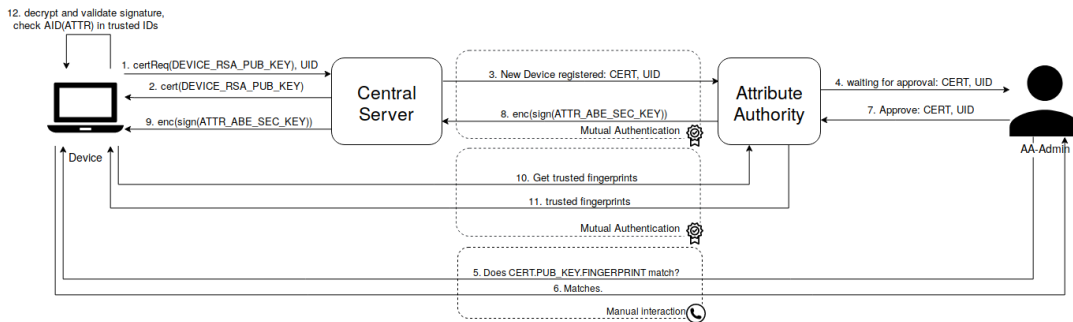 12. decrypt and validate signature,
check AID(ATTR) in trusted IDs
1. certReq(DEVICE_RSA_PUB_KEY), UID
2. cert(DEVICE_RSA_PUB_KEY)
9. enc(sign(ATTR_ABE_SEC_KEY))
Device
Central
Server
3. New Device registered: CERT, UID
8. enc(sign(ATTR_ABE_SEC_KEY))
Mutual Authentication
Attribute
Authority
4. waiting for approval: CERT, UID
7. Approve: CERT, UID
AA-Admin
10. Get trusted fingerprints
11. trusted fingerprints
Mutual Authentication
5. Does CERT.PUB_KEY.FINGERPRINT match?
6. Matches.
Manual interaction